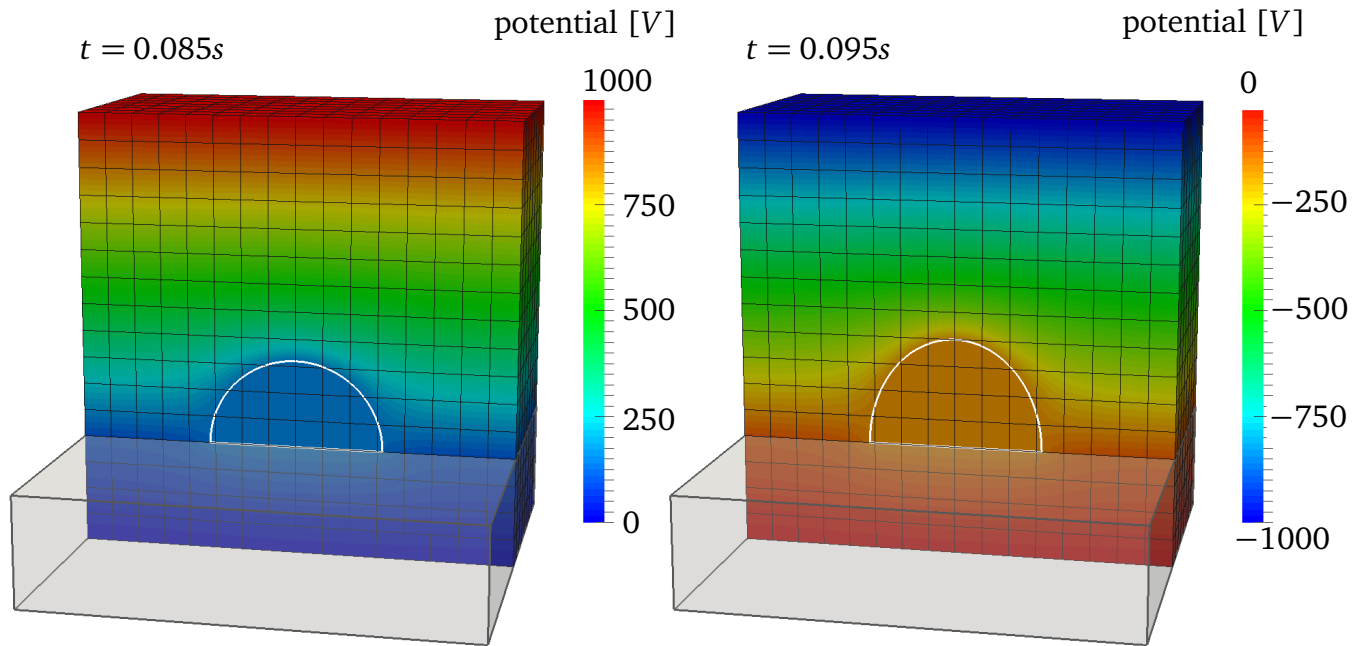 potential [V]
t = 0.085s
1000
750
500
250
0
potential [V]
t = 0.095s
0
−250
−500
−750
−1000